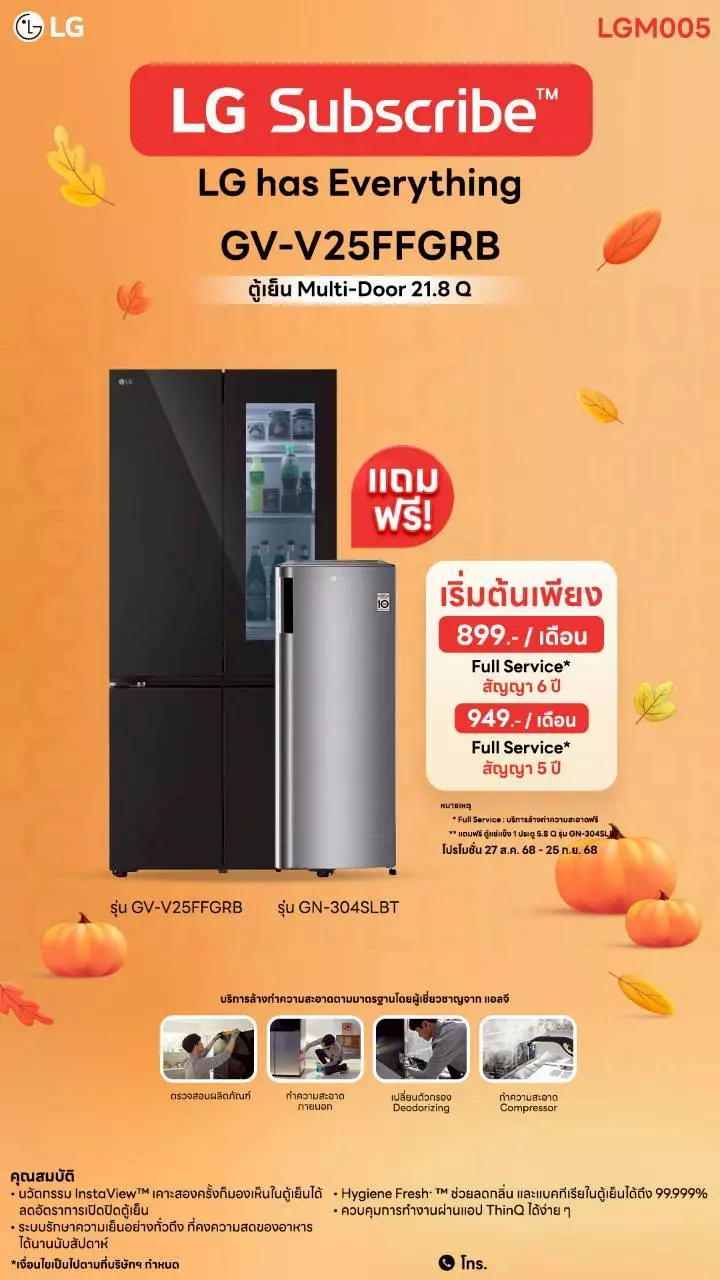 LG
LGM005
LG Subscribe™
LG has Everything
GV-V25FFGRB
ตู้เย็น Multi-Door 21.8 Q
LG
แถม
ฟรี!
เริ่มต้นเพียง
899.- / เดือน
Full Service*
สัญญา 6 ปี
949.- / เดือน
Full Service*
สัญญา 5 ปี
หมายเหตุ
* Full Service : บริการล้างทำความสะอาดฟรี
** แถมฟรี ตู้แช่แข็ง 1 ประตู 5.8 Q รุ่น
โปรโมชั่น 27 ส.ค. 68 - 25 ก.ย. 68
รุ่น GV-V25FFGRB
รุ่น GN-304SLBT
บริการล้างทำความสะอาดตามมาตรฐานโดยผู้เชี่ยวชาญจาก แอลจี
ตรวจสอบผลิตภัณฑ์
ทำความสะอาด
ภายนอก
เปลี่ยนตัวกรอง
Deodorizing
ทำความสะอาด
Compressor
คุณสมบัติ
• นวัตกรรม InstaView™ เคาะสองครั้งก็มองเห็นในตู้เย็นได้
ลดอัตราการเปิดปิดตู้เย็น
• ระบบรักษาความเย็นอย่างทั่วถึง ที่คงความสดของอาหาร
ได้นานนับสัปดาห์
• Hygiene Fresh+ ™ ช่วยลดกลิ่น และแบคทีเรียในตู้เย็นได้ถึง 99.999%
• ควบคุมการทำงานผ่านแอป ThinQ ได้ง่าย ๆ
*เงื่อนไขเป็นไปตามที่บริษัทฯ กำหนด
โทร.